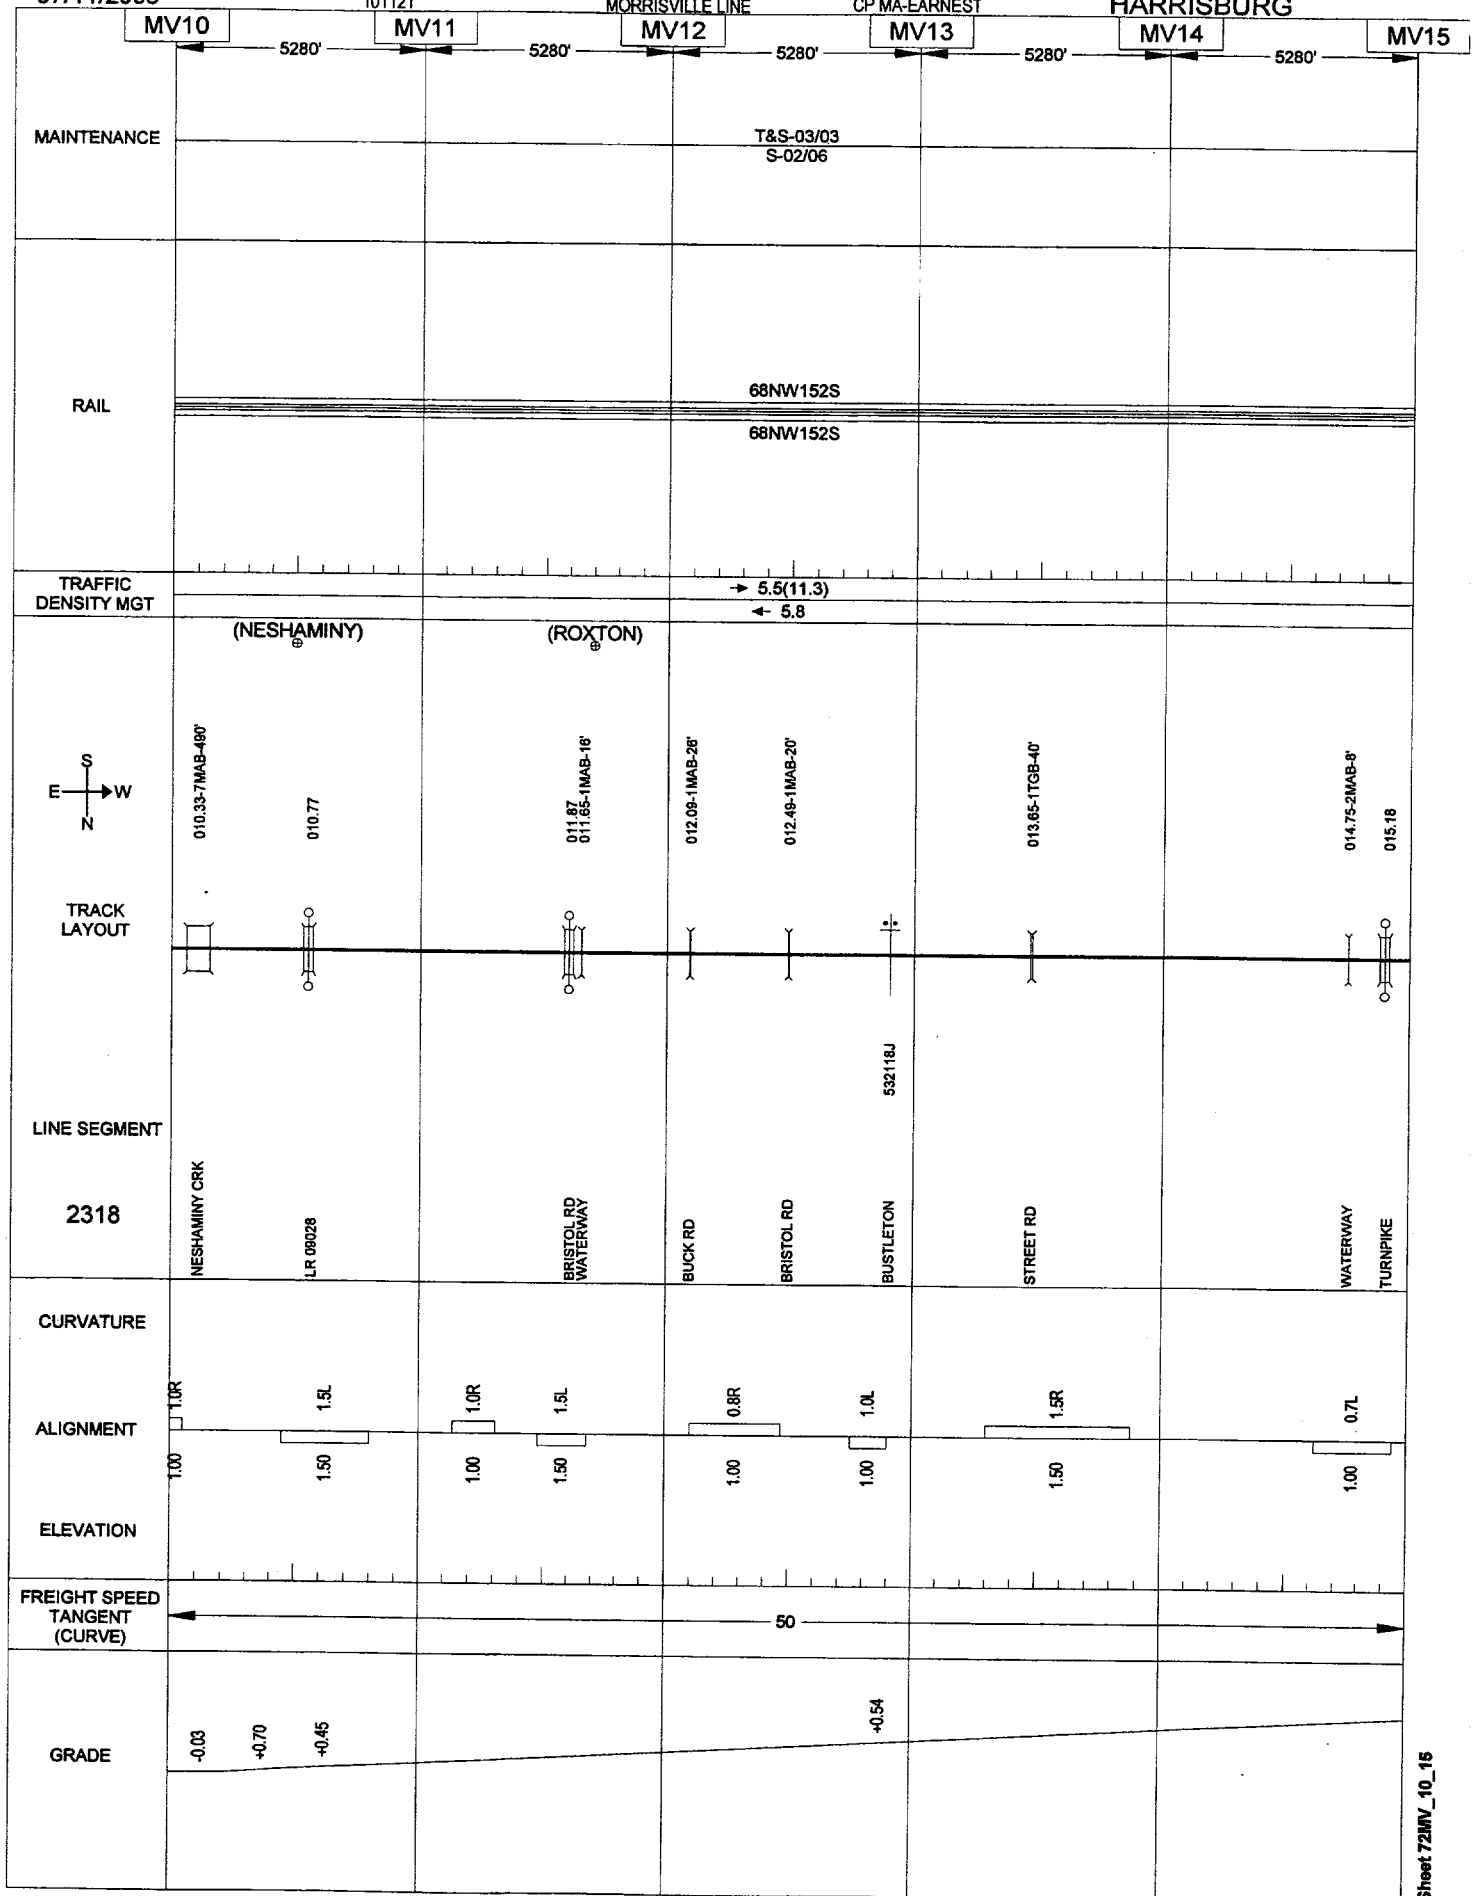 101121
MORRISVILLE LINE
CP MA-EARNEST
HARRISBURG
MV10
MV11
MV12
MV13
MV14
MV15
5280'
5280'
5280'
5280'
5280'
MAINTENANCE
T&S-03/03
S-02/06
RAIL
68NW152S
68NW152S
TRAFFIC
DENSITY MGT
→ 5.5(11.3)
← 5.8
(NESHAMINY)
(ROXTON)
S
E
W
N
010.33-7MAB-490'
010.77
011.87
011.65-1MAB-16'
012.09-1MAB-26'
012.49-1MAB-20'
013.65-1TGB-40'
014.75-2MAB-8'
015.18
TRACK
LAYOUT
532118J
LINE SEGMENT
2318
NESHAMINY CRK
LR 09028
BRISTOL RD
WATERWAY
BUCK RD
BRISTOL RD
BUSTLETON
STREET RD
WATERWAY
TURNPIKE
CURVATURE
1.0R
1.5L
1.0R
1.5L
0.8R
1.0L
1.5R
0.7L
ALIGNMENT
1.00
1.50
1.00
1.50
1.00
1.00
1.50
1.00
ELEVATION
FREIGHT SPEED
TANGENT
(CURVE)
50
GRADE
-0.03
+0.70
+0.45
+0.54
Sheet 72MV_10_15